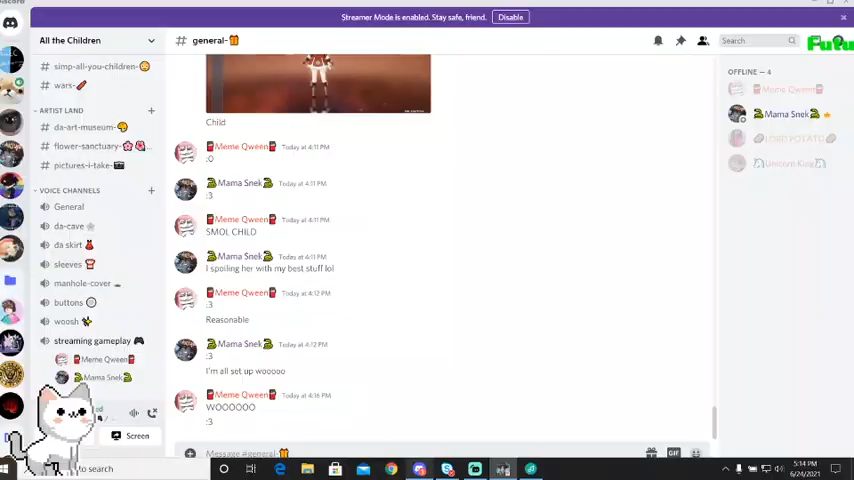 Discord
Streamer Mode is enabled. Stay safe, friend.
Disable
All the Children
# general-
Search
Futu
# simp-all-you-children-
# wars-
ARTIST LAND
# da-art-museum-
# flower-sanctuary-
# pictures-i-take-
VOICE CHANNELS
General
da-cave
da skirt
sleeves
manhole-cover
buttons
woosh
streaming gameplay
Meme Qween
Mama Snek
Screen
Child
Meme Qween Today at 4:11 PM
:0
Mama Snek Today at 4:11 PM
:3
Meme Qween Today at 4:11 PM
SMOL CHILD
Mama Snek Today at 4:11 PM
I spoiling her with my best stuff lol
Meme Qween Today at 4:12 PM
:3
Reasonable
Mama Snek Today at 4:12 PM
:3
I'm all set up wooooo
Meme Qween Today at 4:16 PM
WOOOOOO
:3
Message #general-
GIF
OFFLINE — 4
Meme Qween
Mama Snek
LORD POTATO
Unicorn King
to search
5:14 PM
6/24/2021